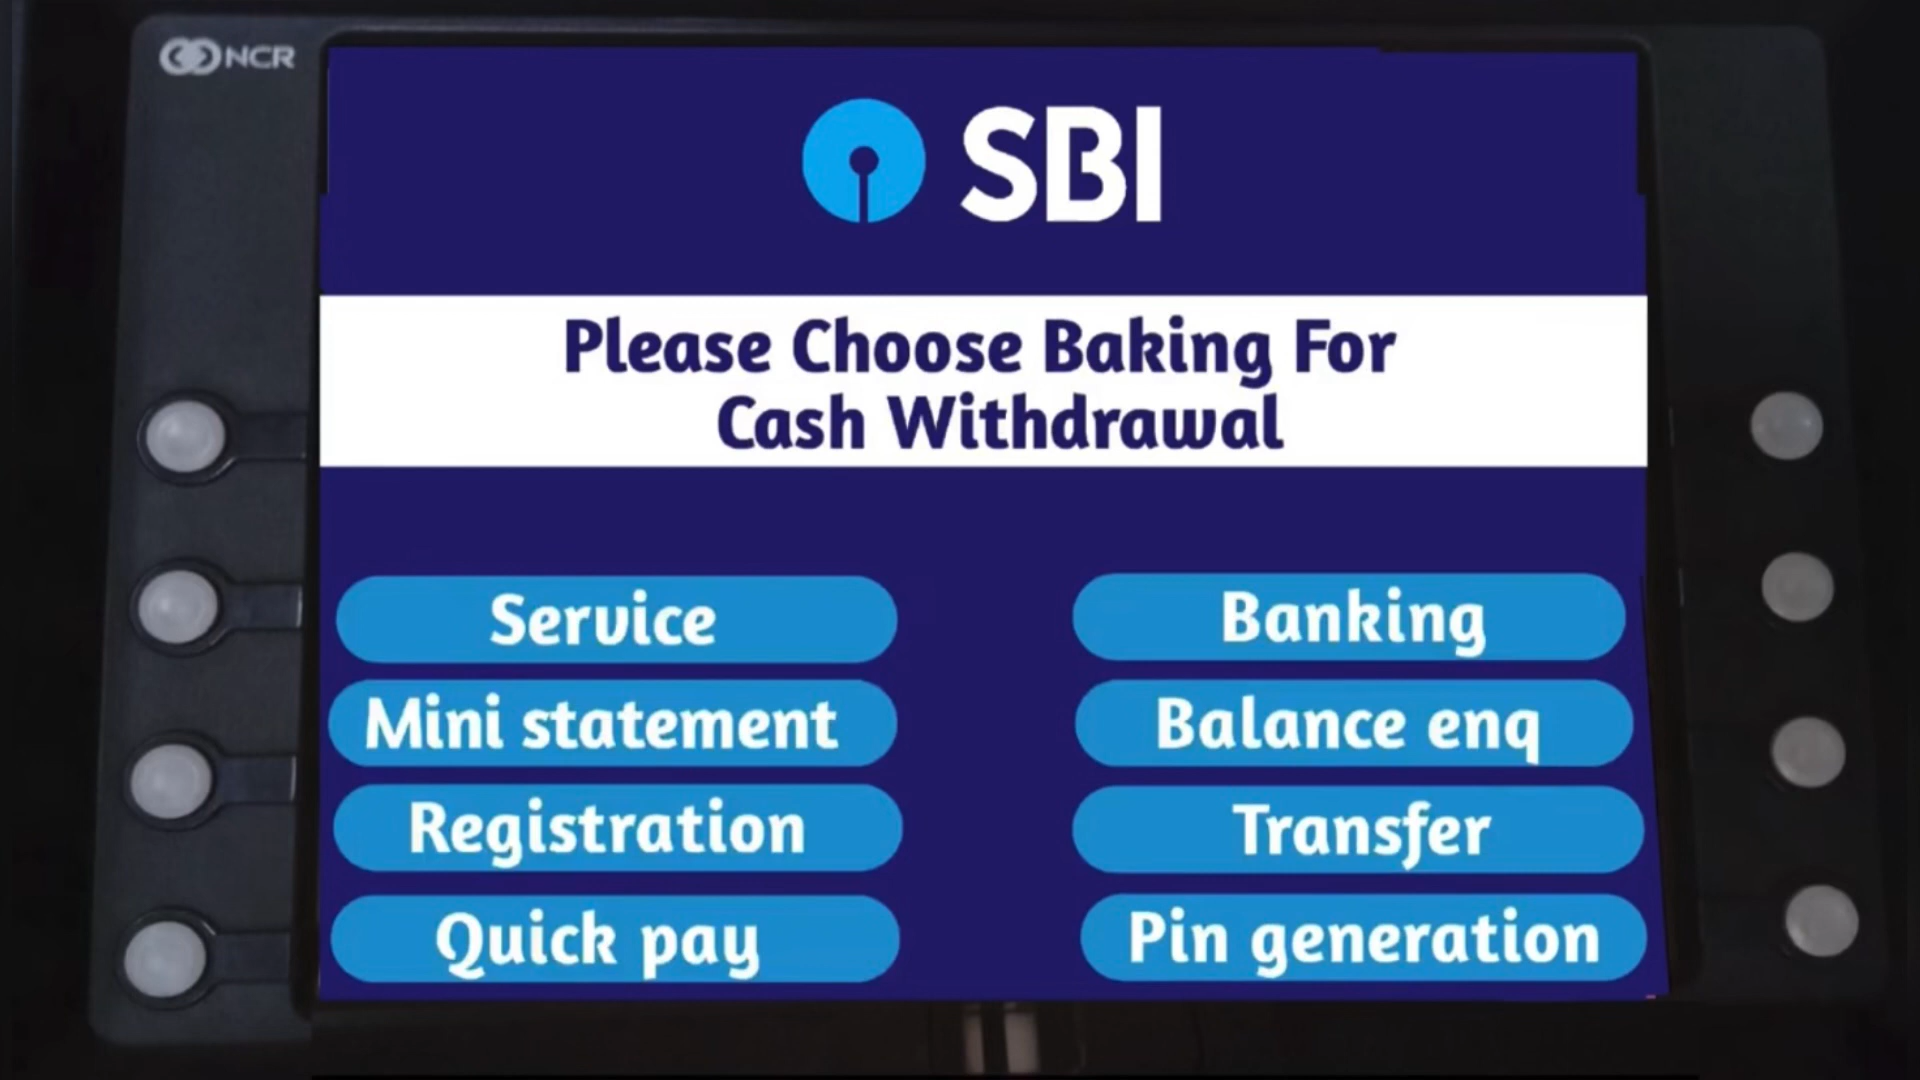 NCR
SBI
Please Choose Baking For
Cash Withdrawal
Service
Banking
Mini statement
Balance enq
Registration
Transfer
Quick pay
Pin generation